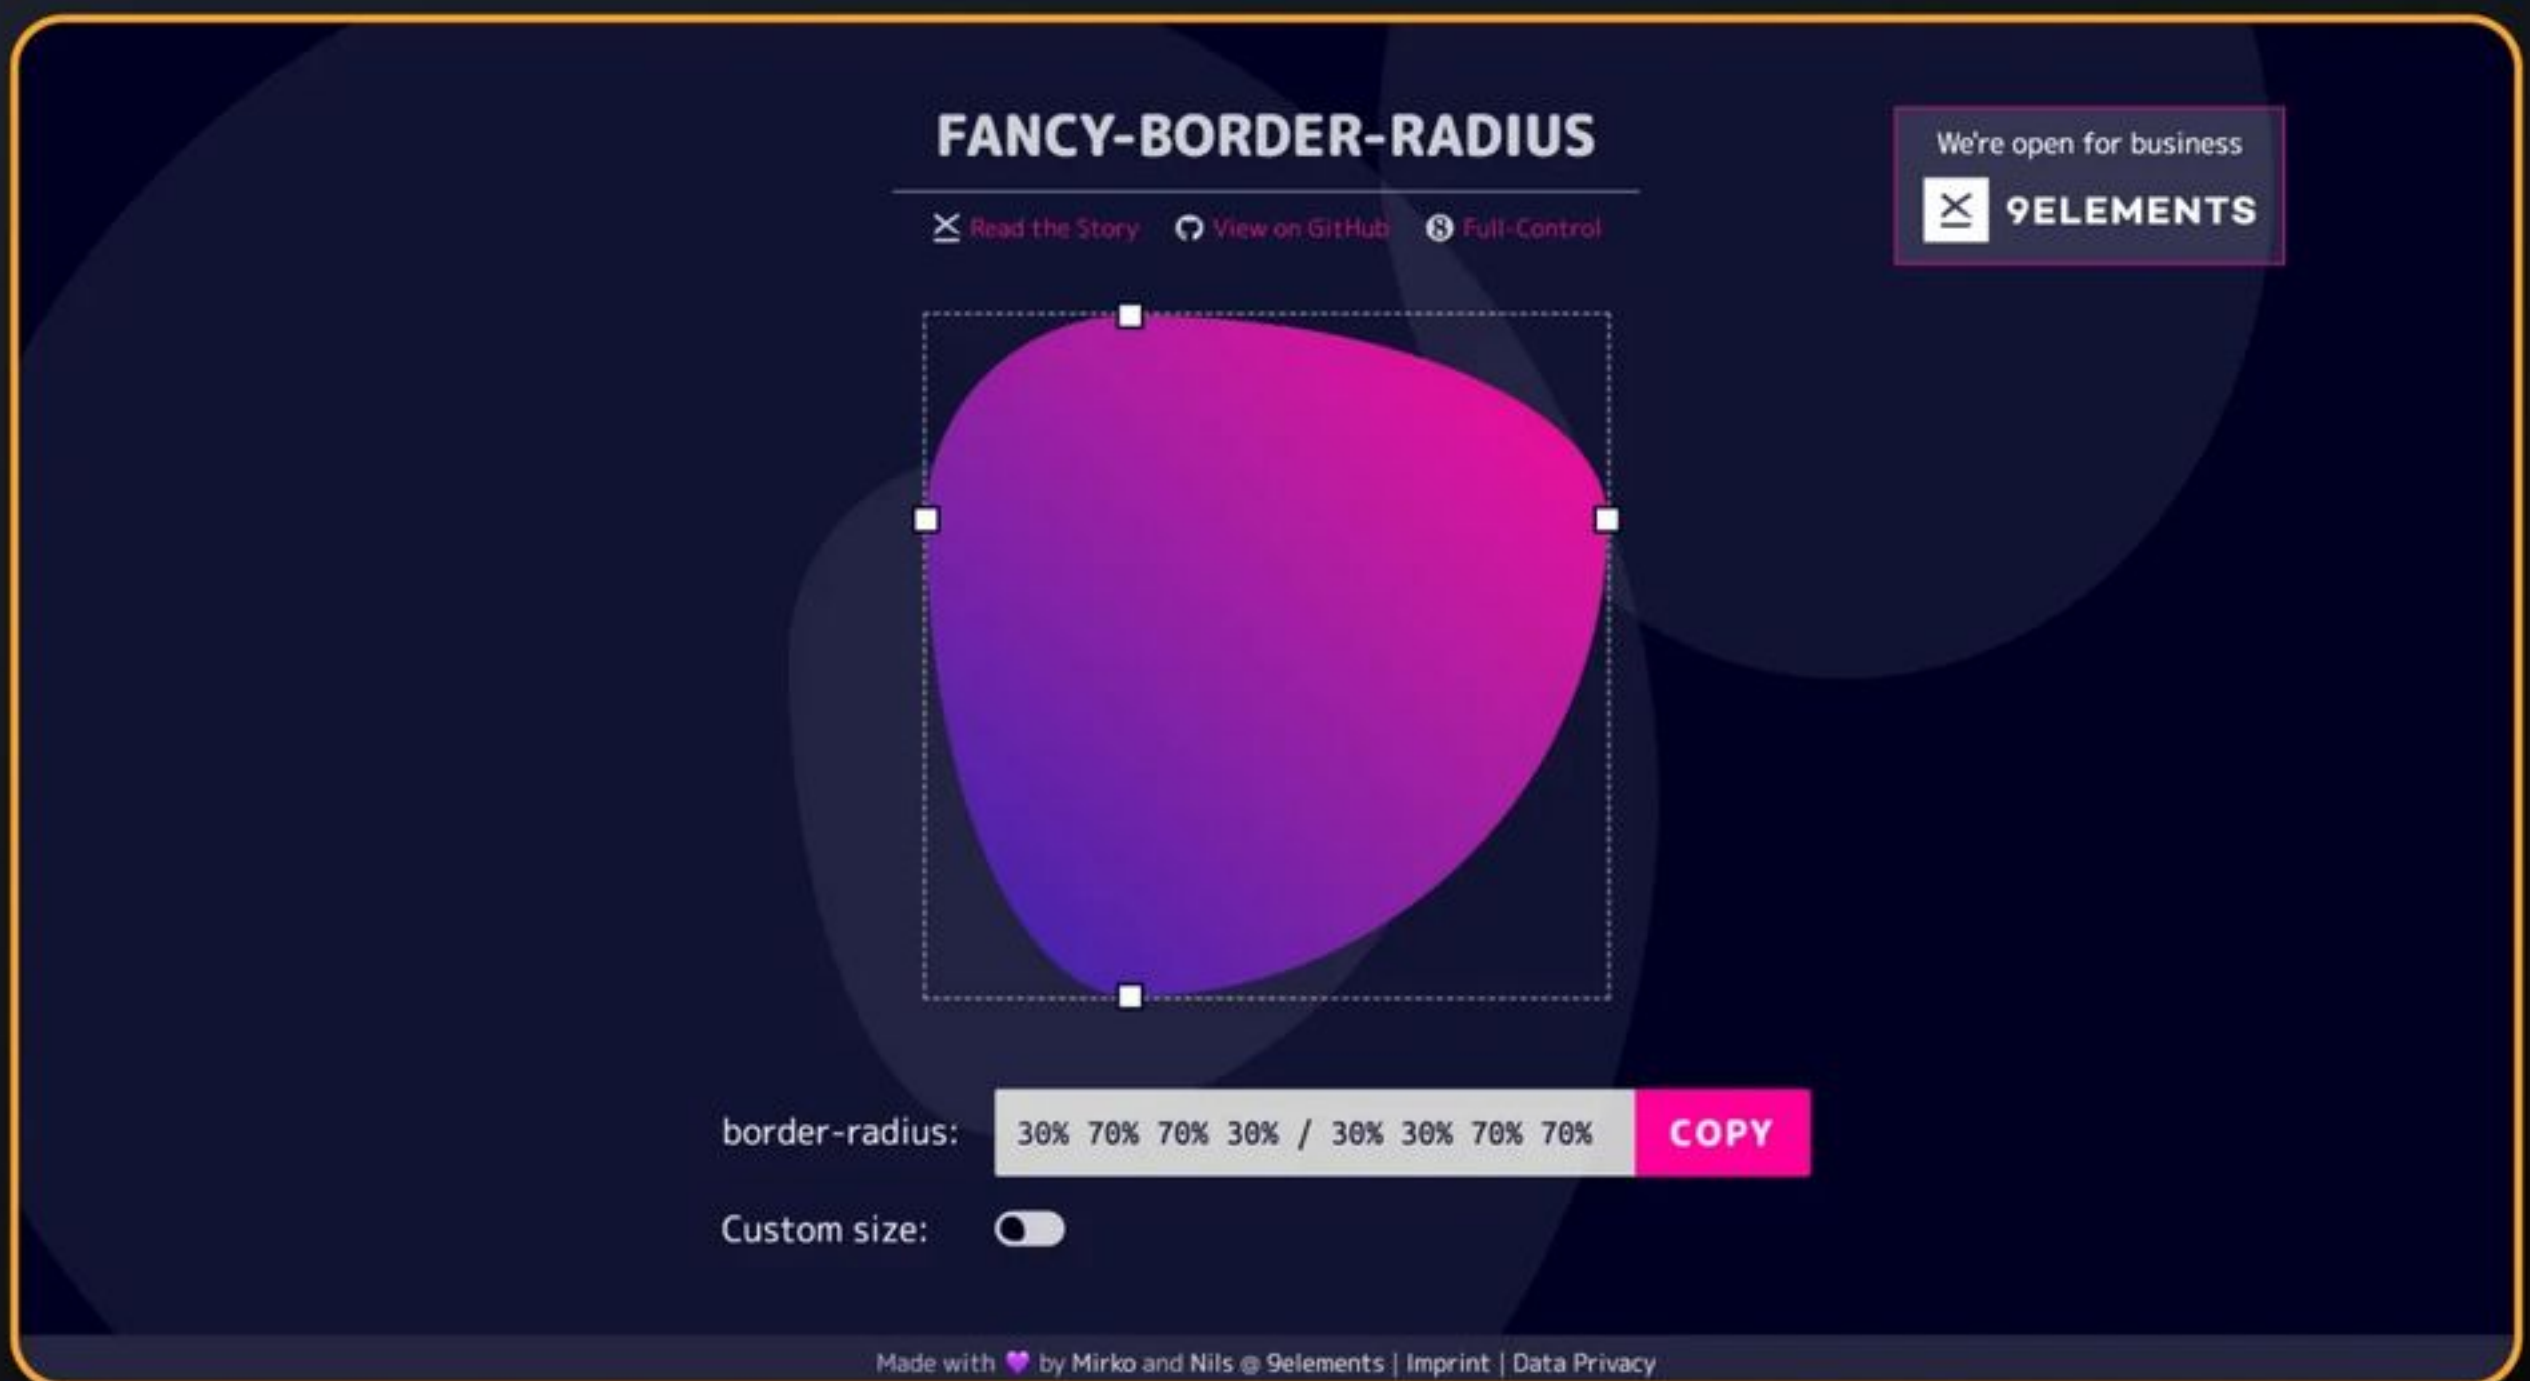 FANCY-BORDER-RADIUS
We're open for business
9ELEMENTS
Read the Story View on GitHub 8 Full-Control
border-radius: 30% 70% 70% 30% / 30% 30% 70% 70% COPY
Custom size:
Made with 💜 by Mirko and Nils @ 9elements | Imprint | Data Privacy